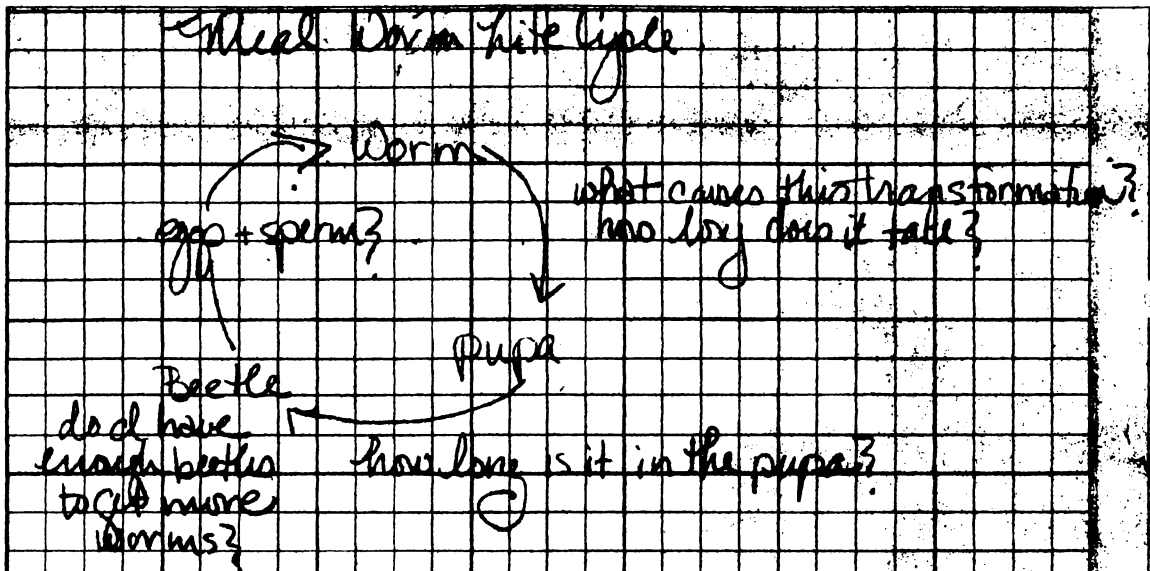 Meal Worm Life Cycle
Worm
what causes this transformation?
how long does it take?
egg + sperm?
pupa
Beetle
do I have
enough beetles
to get more
worms?
how long is it in the pupa?